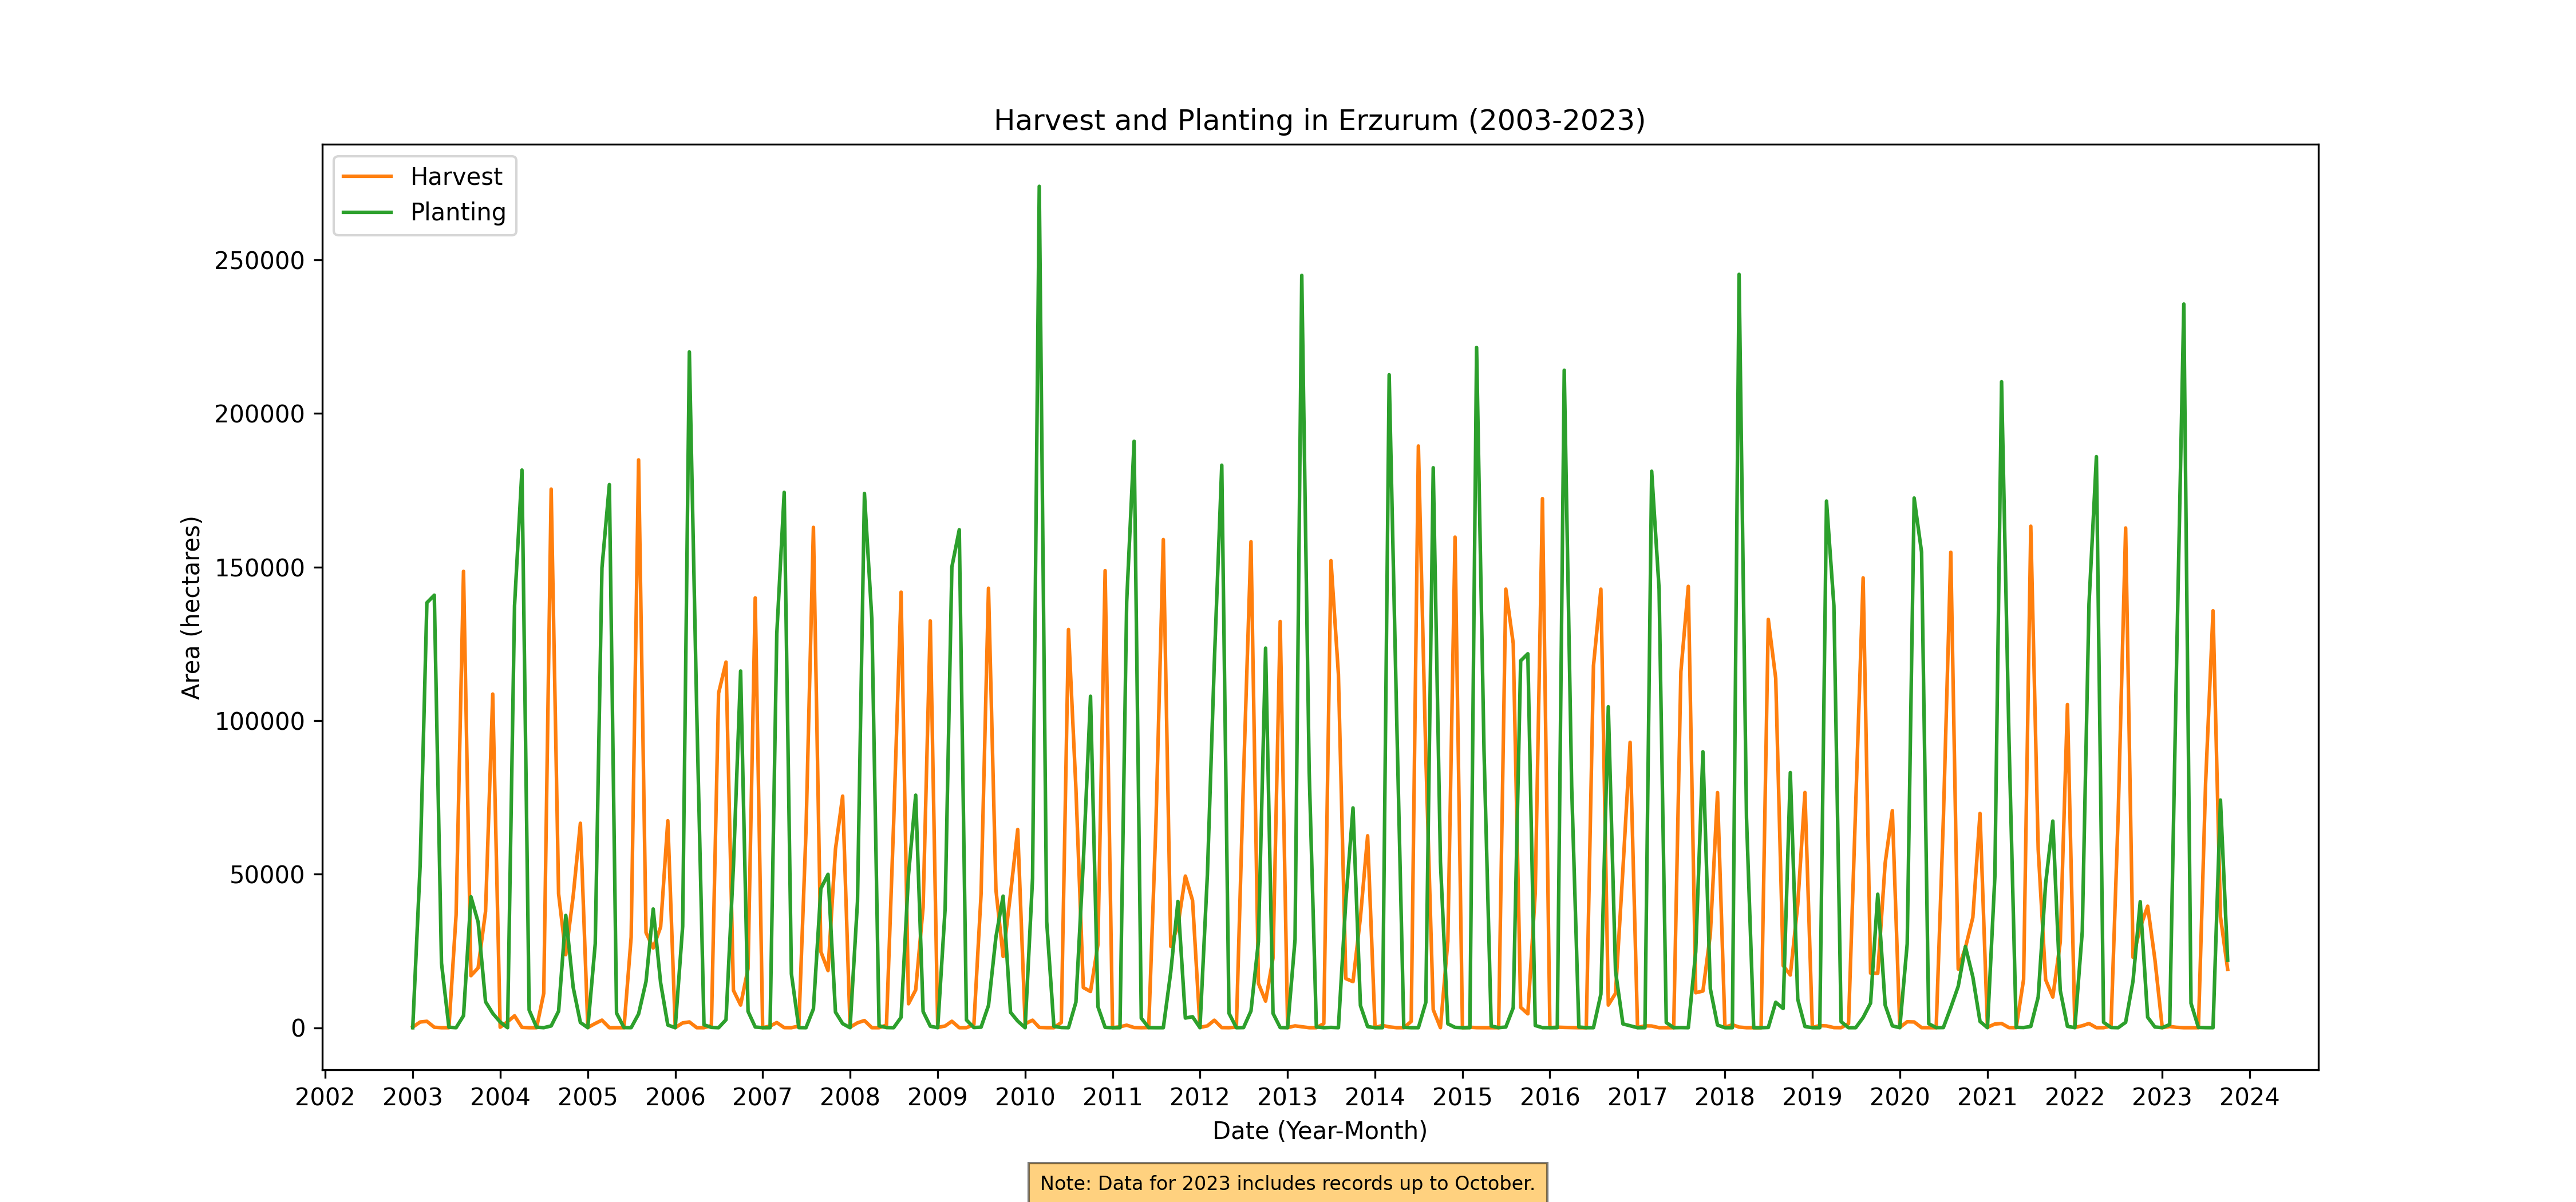 Harvest and Planting in Erzurum (2003-2023)
Harvest
Planting
Area (hectares)
250000
200000
150000
100000
50000
0
2002 2003 2004 2005 2006 2007 2008 2009 2010 2011 2012 2013 2014 2015 2016 2017 2018 2019 2020 2021 2022 2023 2024
Date (Year-Month)
Note: Data for 2023 includes records up to October.